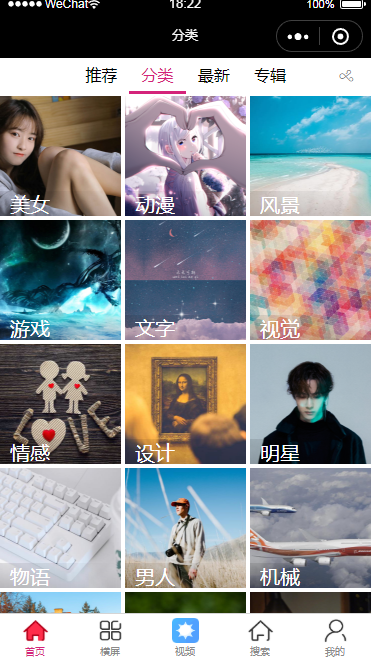 WeChat 18:22 100%
分类
推荐 分类 最新 专辑
美女 动漫 风景
游戏 文字 视觉
情感 设计 明星
物语 男人 机械
首页 横屏 视频 搜索 我的